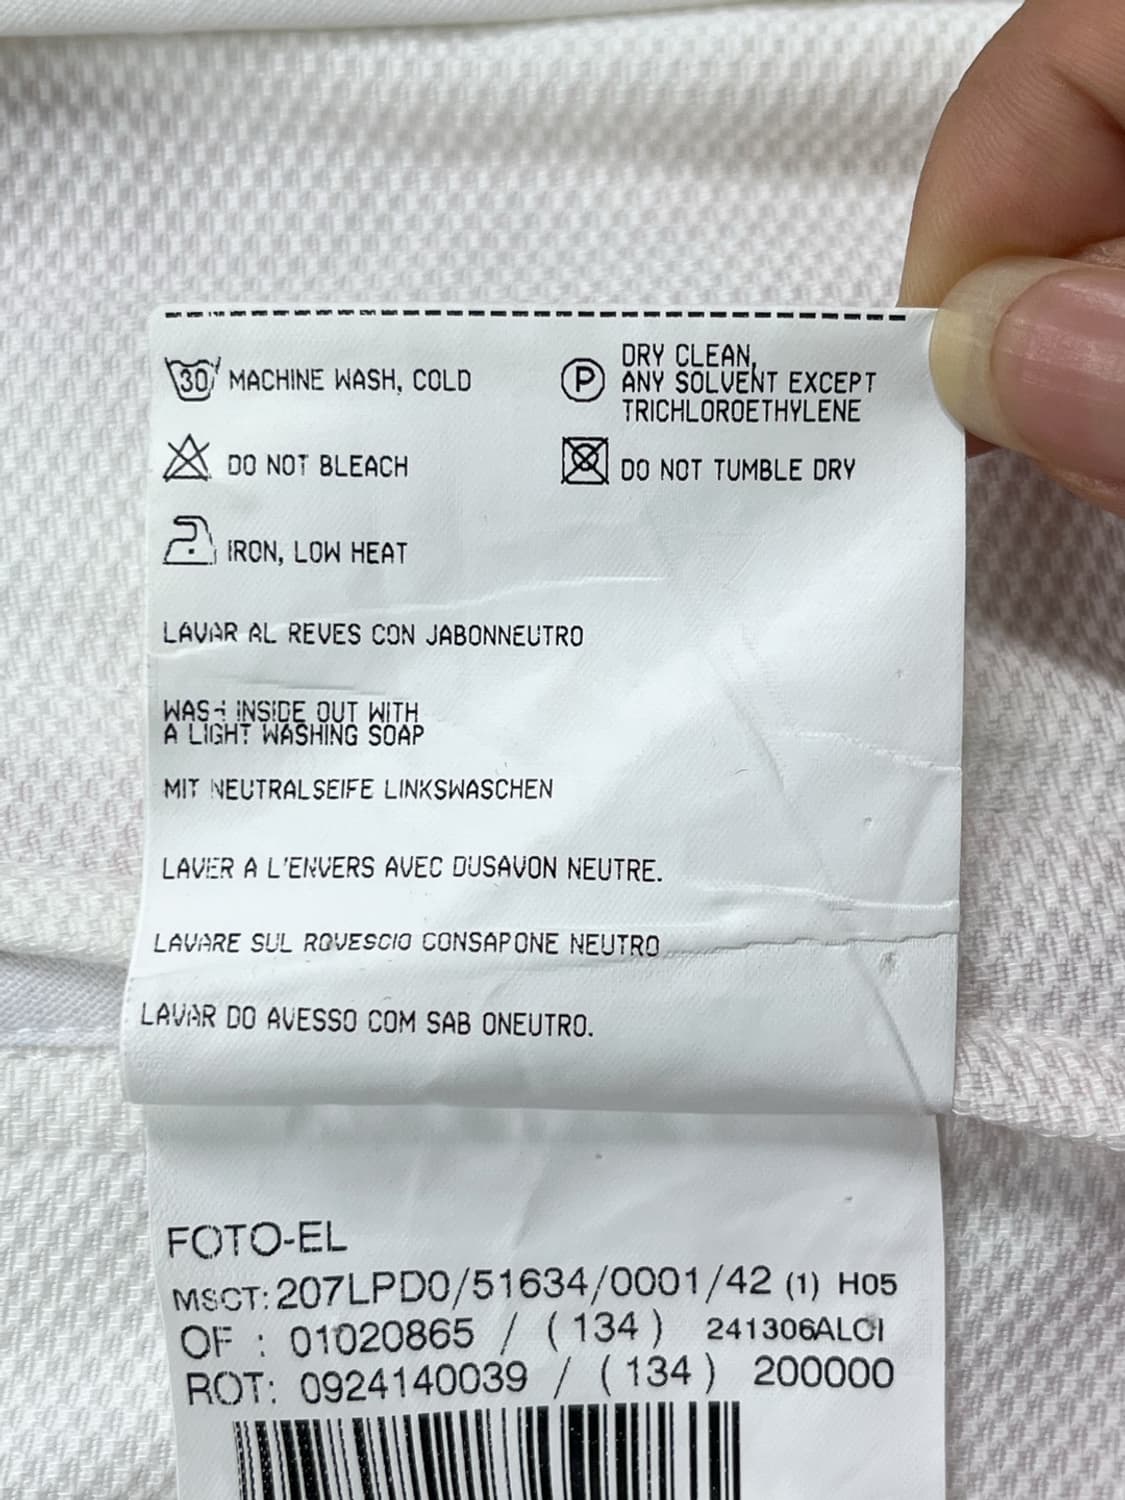 30 MACHINE WASH, COLD
P DRY CLEAN,
ANY SOLVENT EXCEPT
TRICHLOROETHYLENE
DO NOT BLEACH
DO NOT TUMBLE DRY
IRON, LOW HEAT
LAVAR AL REVES CON JABONNEUTRO
WASH INSIDE OUT WITH
A LIGHT WASHING SOAP
MIT NEUTRALSEIFE LINKSWASCHEN
LAVER A L'ENVERS AVEC DUSAVON NEUTRE.
LAVARE SUL ROVESCIO CONSAPONE NEUTRO
LAVAR DO AVESSO COM SAB ONEUTRO.
FOTO-EL
MSCT: 207LPD0/51634/0001/42 (1) H05
OF : 01020865 / (134) 241306ALCI
ROT: 0924140039 / (134) 200000